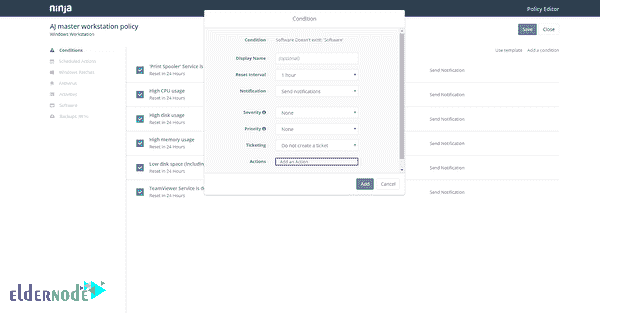 ninja
Policy Editor
AJ master workstation policy
Windows Workstation
Save
Close
Use template
Add a condition
Conditions
Scheduled Actions
Windows Patches
Antivirus
Software
Condition
Condition
Software Doesn't exist: 'Software'
Display Name
(optional)
Reset Interval
1 hour
Notification
Send notifications
Severity
None
Priority
None
Ticketing
Do not create a ticket
Actions
Add an Action
Add
Cancel
'Print Spooler' Service is
Reset in 24 Hours
Send Notification
High CPU usage
Reset in 24 Hours
Send Notification
High disk usage
Reset in 24 Hours
Send Notification
High memory usage
Reset in 24 Hours
Send Notification
Low disk space (Including
Reset in 24 Hours
Send Notification
TeamViewer Service is d
Reset in 24 Hours
Send Notification
ELDERNODE